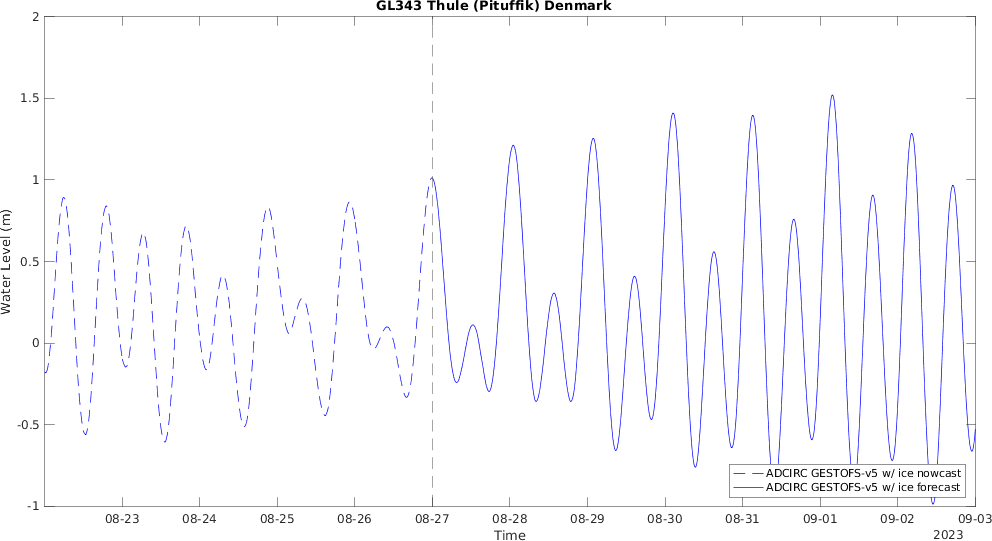 GL343 Thule (Pituffik) Denmark
2
1.5
1
0.5
0
-0.5
-1
Water Level (m)
ADCIRC GESTOFS-v5 w/ ice nowcast
ADCIRC GESTOFS-v5 w/ ice forecast
08-23 08-24 08-25 08-26 08-27 08-28 08-29 08-30 08-31 09-01 09-02 09-03
Time
2023